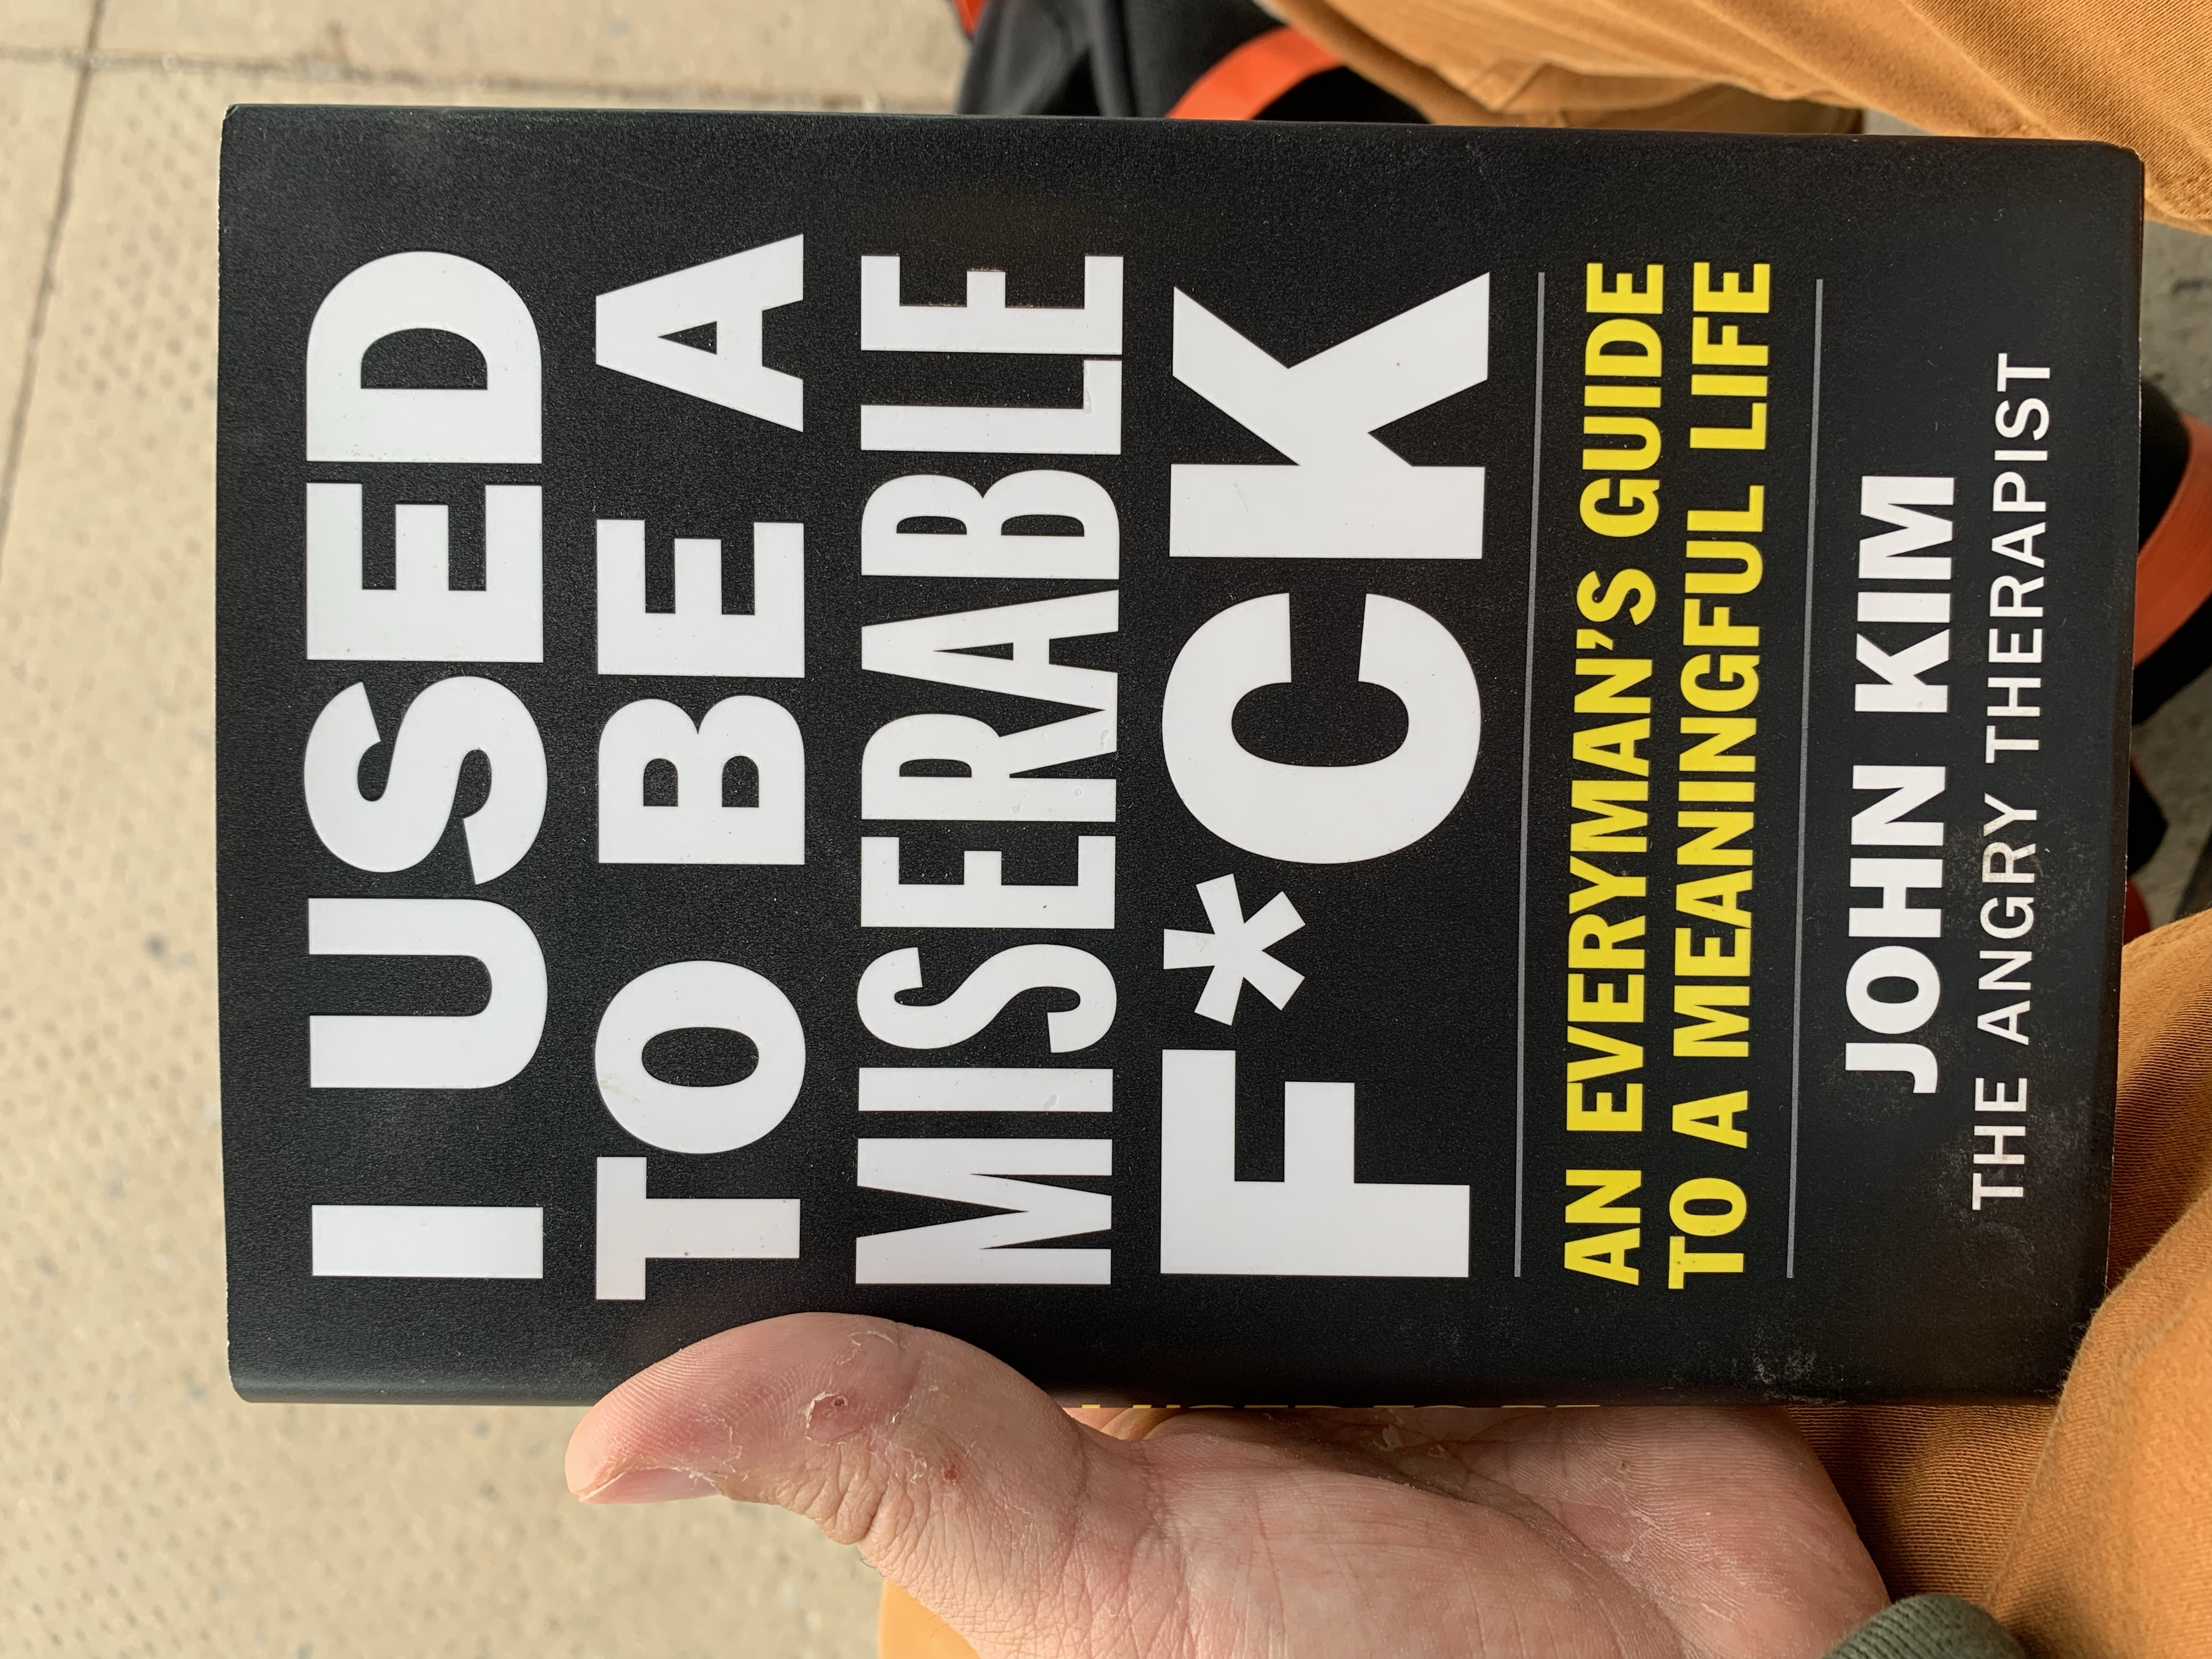 I USED
TO BE A
MISERABLE
F*CK
AN EVERYMAN'S GUIDE
TO A MEANINGFUL LIFE
JOHN KIM
THE ANGRY THERAPIST